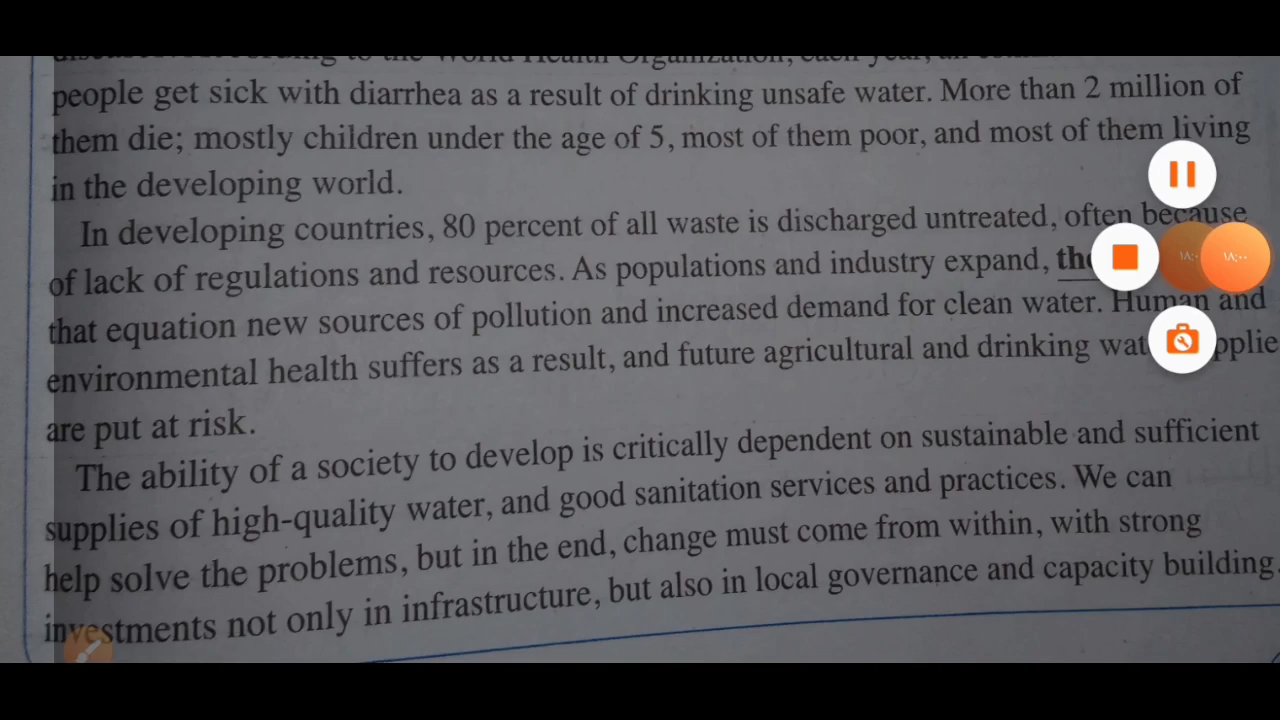 people get sick with diarrhea as a result of drinking unsafe water. More than 2 million of
them die; mostly children under the age of 5, most of them poor, and most of them living
in the developing world.
In developing countries, 80 percent of all waste is discharged untreated, often because
of lack of regulations and resources. As populations and industry expand,
that equation new sources of pollution and increased demand for clean water. Human and
environmental health suffers as a result, and future agricultural and drinking
are put at risk.
The ability of a society to develop is critically dependent on sustainable and sufficient
supplies of high-quality water, and good sanitation services and practices. We can
help solve the problems, but in the end, change must come from within, with strong
investments not only in infrastructure, but also in local governance and capacity building.